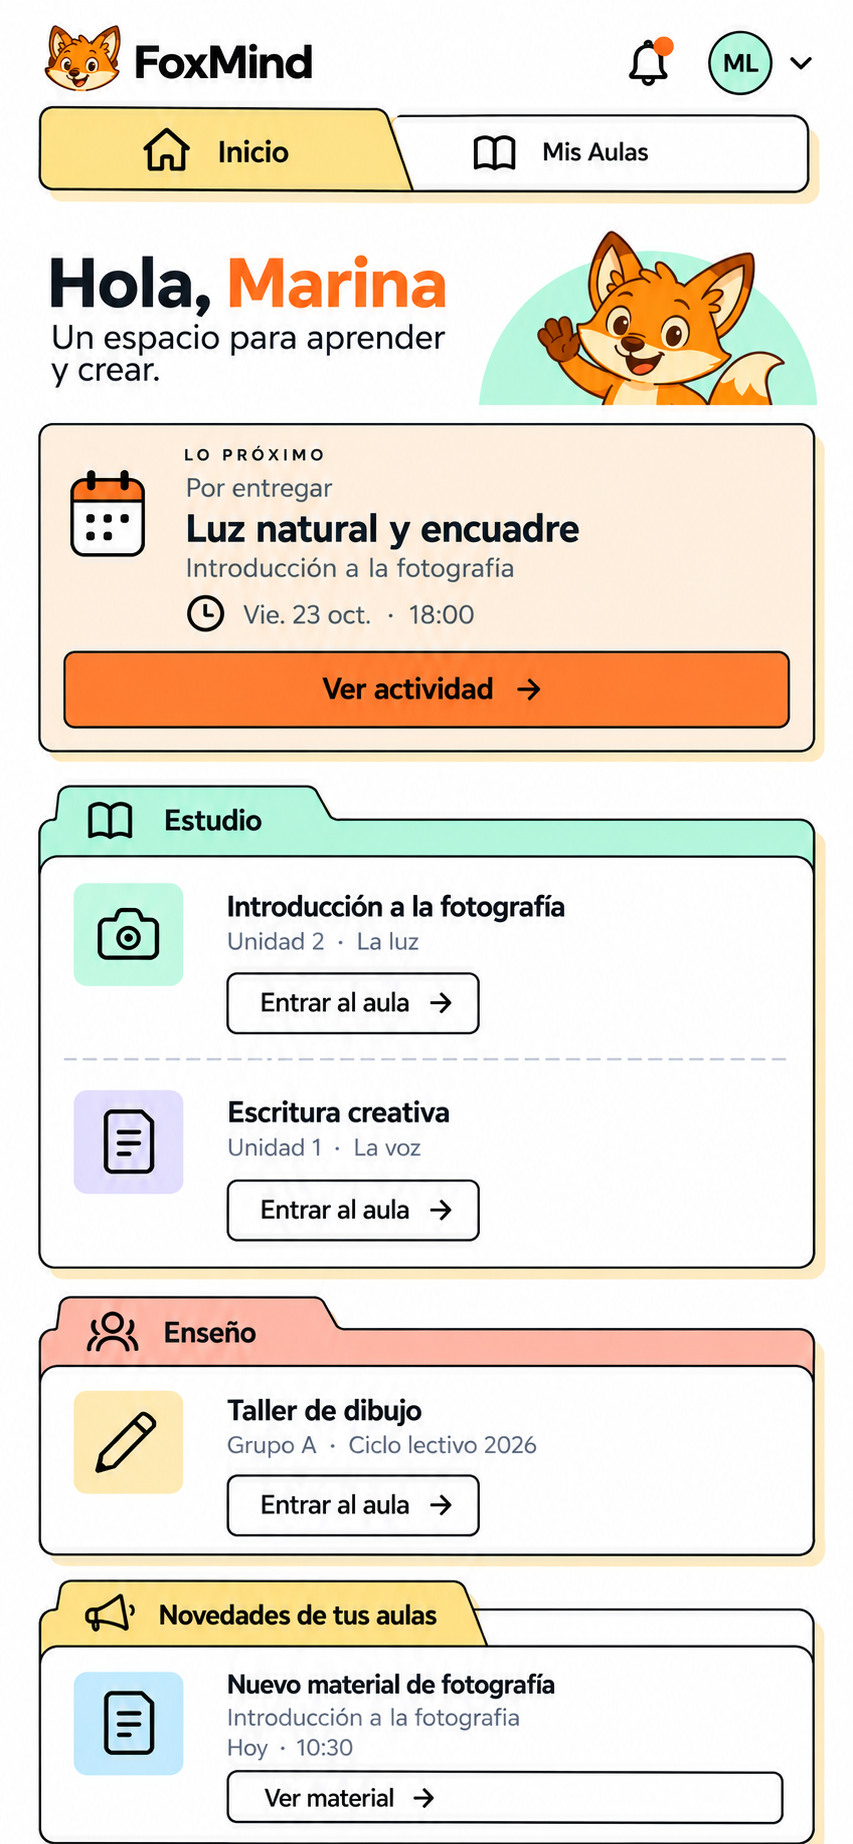 FoxMind
ML
Inicio
Mis Aulas
Hola, Marina
Un espacio para aprender
y crear.
LO PRÓXIMO
Por entregar
Luz natural y encuadre
Introducción a la fotografía
Vie. 23 oct. · 18:00
Ver actividad →
Estudio
Introducción a la fotografía
Unidad 2 · La luz
Entrar al aula →
Escritura creativa
Unidad 1 · La voz
Entrar al aula →
Enseño
Taller de dibujo
Grupo A · Ciclo lectivo 2026
Entrar al aula →
Novedades de tus aulas
Nuevo material de fotografía
Introducción a la fotografia
Hoy · 10:30
Ver material →